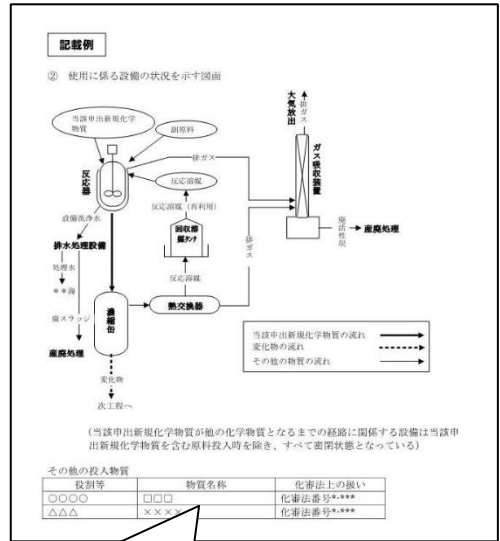 記載例
② 使用に係る設備の状況を示す図面
当該申出新規化学
物質
副原料
反応器
排ガス
反応溶媒
反応溶媒（再利用）
回収溶
媒タンク
反応溶媒
排ガス
大気放出
排ガス
ガス吸収装置
廃活性炭
産廃処理
設備洗浄水
排水処理設備
処理水
＊＊海
廃スラッジ
産廃処理
濃縮缶
熱交換器
変化物
次工程へ
当該申出新規化学物質の流れ
変化物の流れ
その他の物質の流れ
(当該申出新規化学物質が他の化学物質となるまでの経路に関係する設備は当該申
出新規化学物質を含む原料投入時を除き、すべて密閉状態となっている)
その他の投入物質
役割等 物質名称 化審法上の扱い
○○○○ □□□ 化審法番号*-***
△△△ ×××× 化審法番号*-***